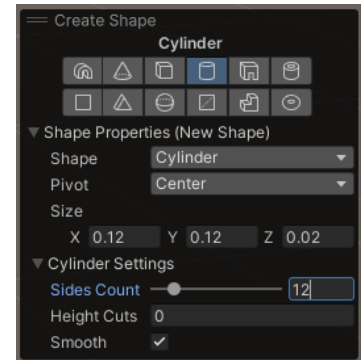 Create Shape
Cylinder
Shape Properties (New Shape)
Shape Cylinder
Pivot Center
Size
X 0.12 Y 0.12 Z 0.02
Cylinder Settings
Sides Count 12
Height Cuts 0
Smooth